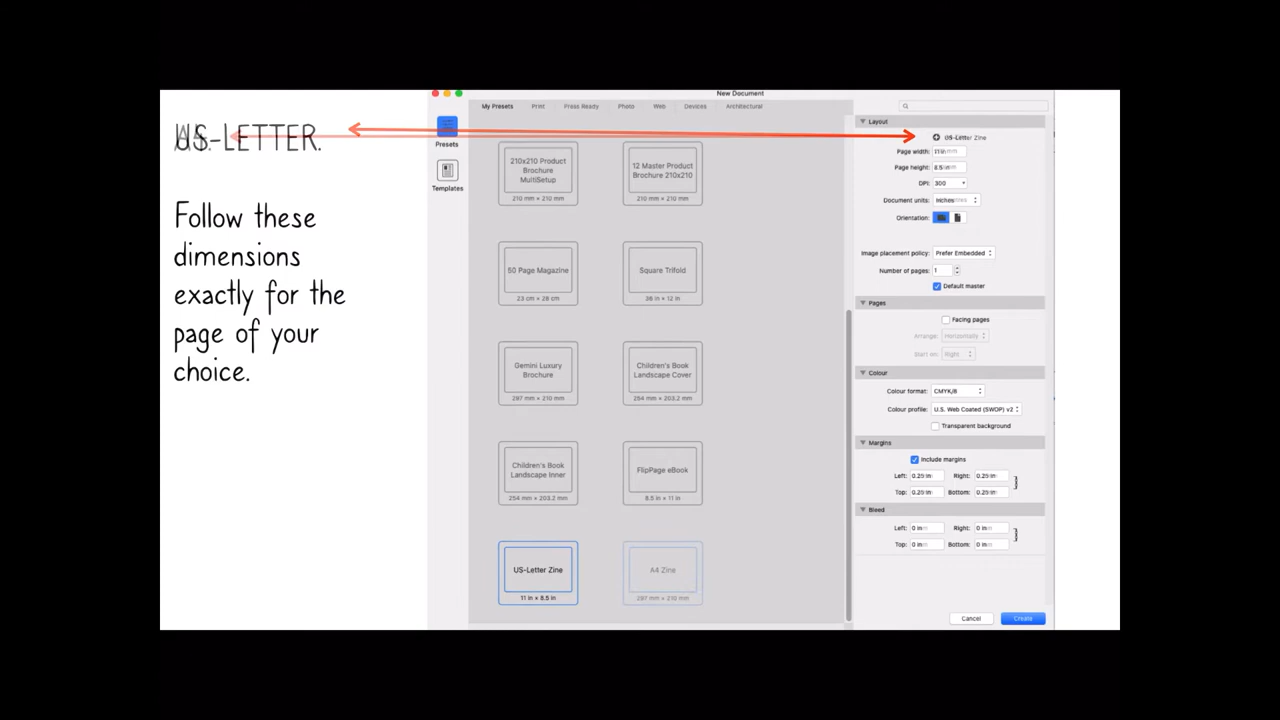 US-LETTER.
Follow these
dimensions
exactly for the
page of your
choice.
New Document
My Presets Print Press Ready Photo Web Devices Architectural
Presets
Templates
210x210 Product
Brochure
MultiSetup
210 mm × 210 mm
12 Master Product
Brochure 210x210
210 mm × 210 mm
50 Page Magazine
23 cm × 28 cm
Square Trifold
36 in × 12 in
Gemini Luxury
Brochure
297 mm × 210 mm
Children's Book
Landscape Cover
254 mm × 203.2 mm
Children's Book
Landscape Inner
254 mm × 203.2 mm
FlipPage eBook
8.5 in × 11 in
US-Letter Zine
11 in × 8.5 in
A4 Zine
297 mm × 210 mm
Layout
US-Letter Zine
Page width:
Page height:
DPI: 300
Document units: Inches
Orientation:
Image placement policy: Prefer Embedded
Number of pages: 1
Default master
Pages
Facing pages
Arrange: Horizontally
Start on: Right
Colour
Colour format: CMYK/8
Colour profile: U.S. Web Coated (SWOP) v2
Transparent background
Margins
Include margins
Left: 0.25 in Right: 0.25 in
Top: 0.25 in Bottom: 0.25 in
Bleed
Left: 0 in Right: 0 in
Top: 0 in Bottom: 0 in
Cancel Create